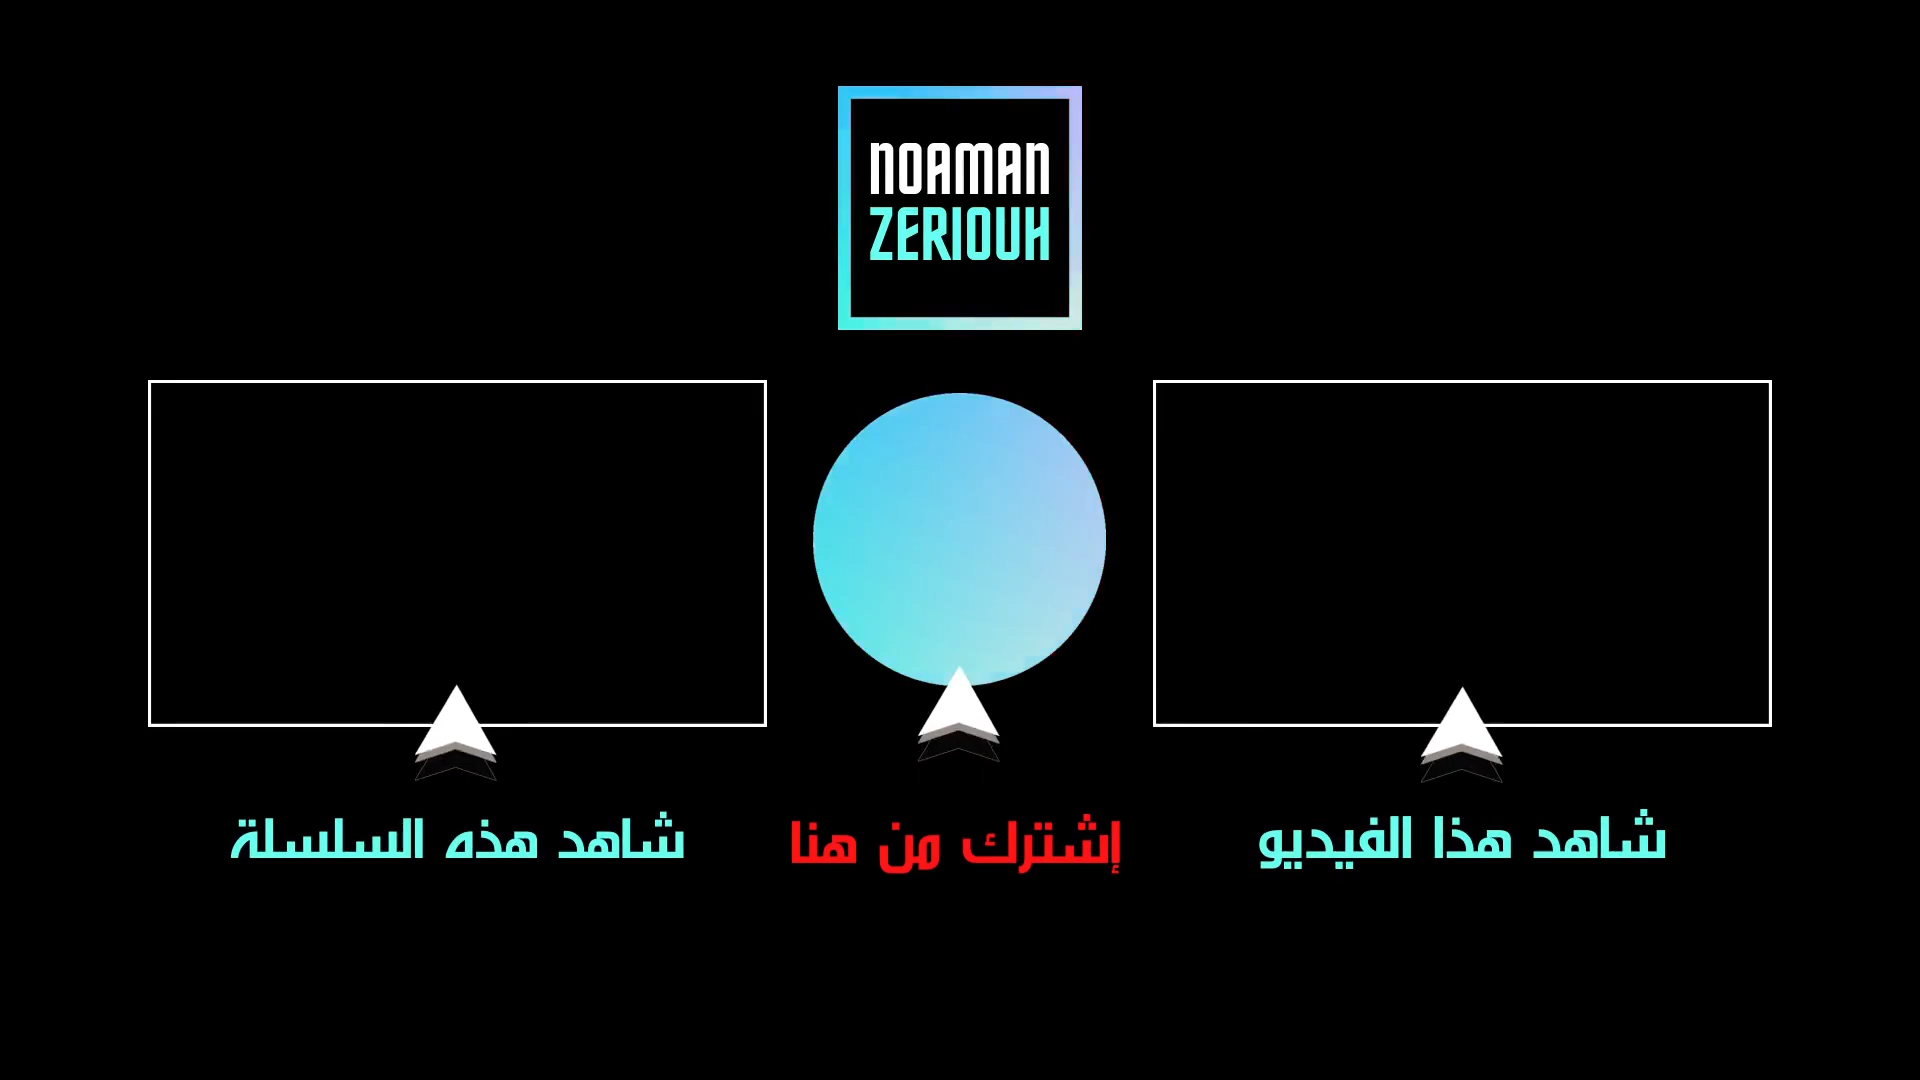 NOAMAN
ZERIOUH
شاهد هذا الفيديو
إشترك من هنا
شاهد هذه السلسلة